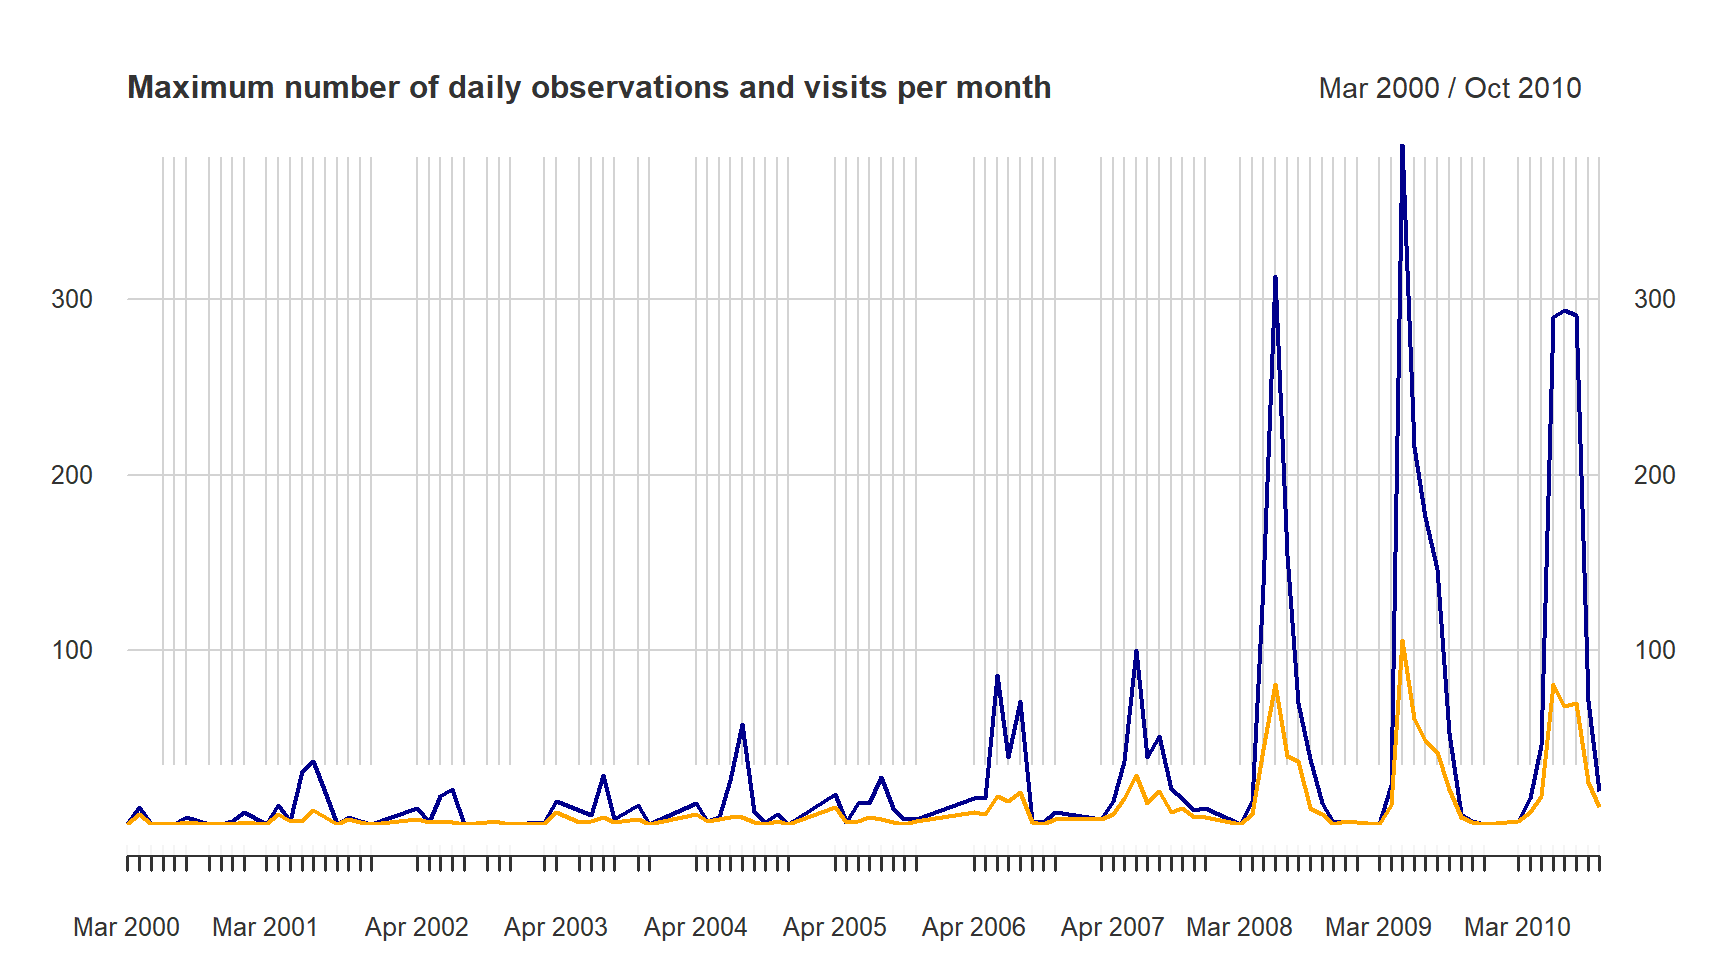 Maximum number of daily observations and visits per month
Mar 2000 / Oct 2010
300 300
200 200
100 100
Mar 2000 Mar 2001 Apr 2002 Apr 2003 Apr 2004 Apr 2005 Apr 2006 Apr 2007 Mar 2008 Mar 2009 Mar 2010